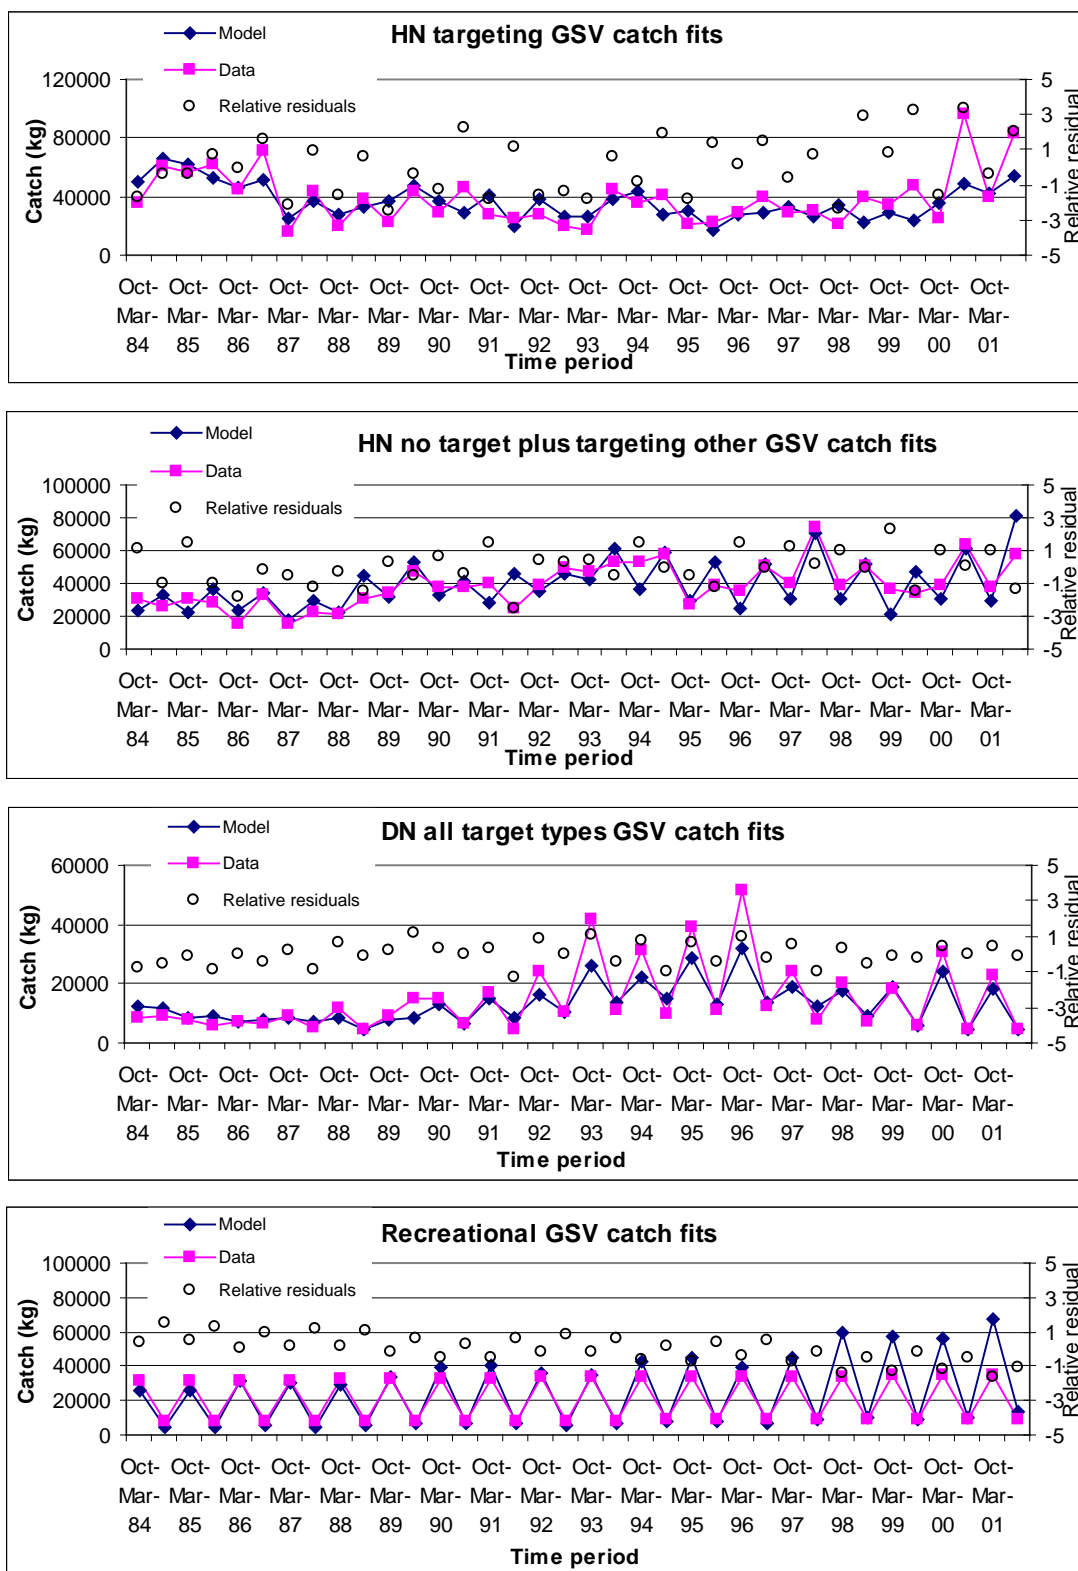 HN targeting GSV catch fits
Model
Data
Relative residuals
120000
80000
40000
0
5
3
1
-1
-3
-5
Catch (kg)
Relative residual
Oct- Oct- Oct- Oct- Oct- Oct- Oct- Oct- Oct- Oct- Oct- Oct- Oct- Oct- Oct- Oct- Oct- Oct-
Mar- Mar- Mar- Mar- Mar- Mar- Mar- Mar- Mar- Mar- Mar- Mar- Mar- Mar- Mar- Mar- Mar- Mar-
84 85 86 87 88 89 90 91 92 93 94 95 96 97 98 99 00 01
Time period
HN no target plus targeting other GSV catch fits
Model
Data
Relative residuals
100000
80000
60000
40000
20000
0
5
3
1
-1
-3
-5
Catch (kg)
Relative residual
Oct- Oct- Oct- Oct- Oct- Oct- Oct- Oct- Oct- Oct- Oct- Oct- Oct- Oct- Oct- Oct- Oct- Oct-
Mar- Mar- Mar- Mar- Mar- Mar- Mar- Mar- Mar- Mar- Mar- Mar- Mar- Mar- Mar- Mar- Mar- Mar-
84 85 86 87 88 89 90 91 92 93 94 95 96 97 98 99 00 01
Time period
DN all target types GSV catch fits
Model
Data
Relative residuals
60000
40000
20000
0
5
3
1
-1
-3
-5
Catch (kg)
Relative residual
Oct- Oct- Oct- Oct- Oct- Oct- Oct- Oct- Oct- Oct- Oct- Oct- Oct- Oct- Oct- Oct- Oct- Oct-
Mar- Mar- Mar- Mar- Mar- Mar- Mar- Mar- Mar- Mar- Mar- Mar- Mar- Mar- Mar- Mar- Mar- Mar-
84 85 86 87 88 89 90 91 92 93 94 95 96 97 98 99 00 01
Time period
Recreational GSV catch fits
Model
Data
Relative residuals
100000
80000
60000
40000
20000
0
5
3
1
-1
-3
-5
Catch (kg)
Relative residual
Oct- Oct- Oct- Oct- Oct- Oct- Oct- Oct- Oct- Oct- Oct- Oct- Oct- Oct- Oct- Oct- Oct- Oct-
Mar- Mar- Mar- Mar- Mar- Mar- Mar- Mar- Mar- Mar- Mar- Mar- Mar- Mar- Mar- Mar- Mar- Mar-
84 85 86 87 88 89 90 91 92 93 94 95 96 97 98 99 00 01
Time period